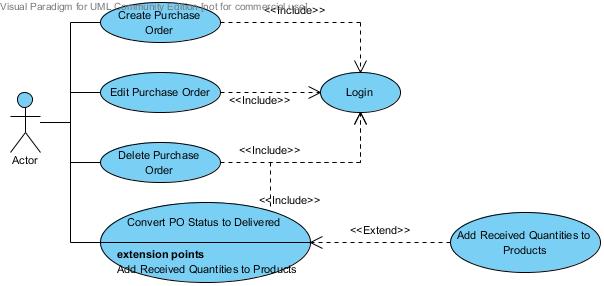 Visual Paradigm for UML Community Edition [not for commercial use]
Create Purchase
Order
<<Include>>
Edit Purchase Order
<<Include>>
Login
Actor
Delete Purchase
Order
<<Include>>
<<Include>>
Convert PO Status to Delivered
extension points
Add Received Quantities to Products
<<Extend>>
Add Received Quantities to
Products